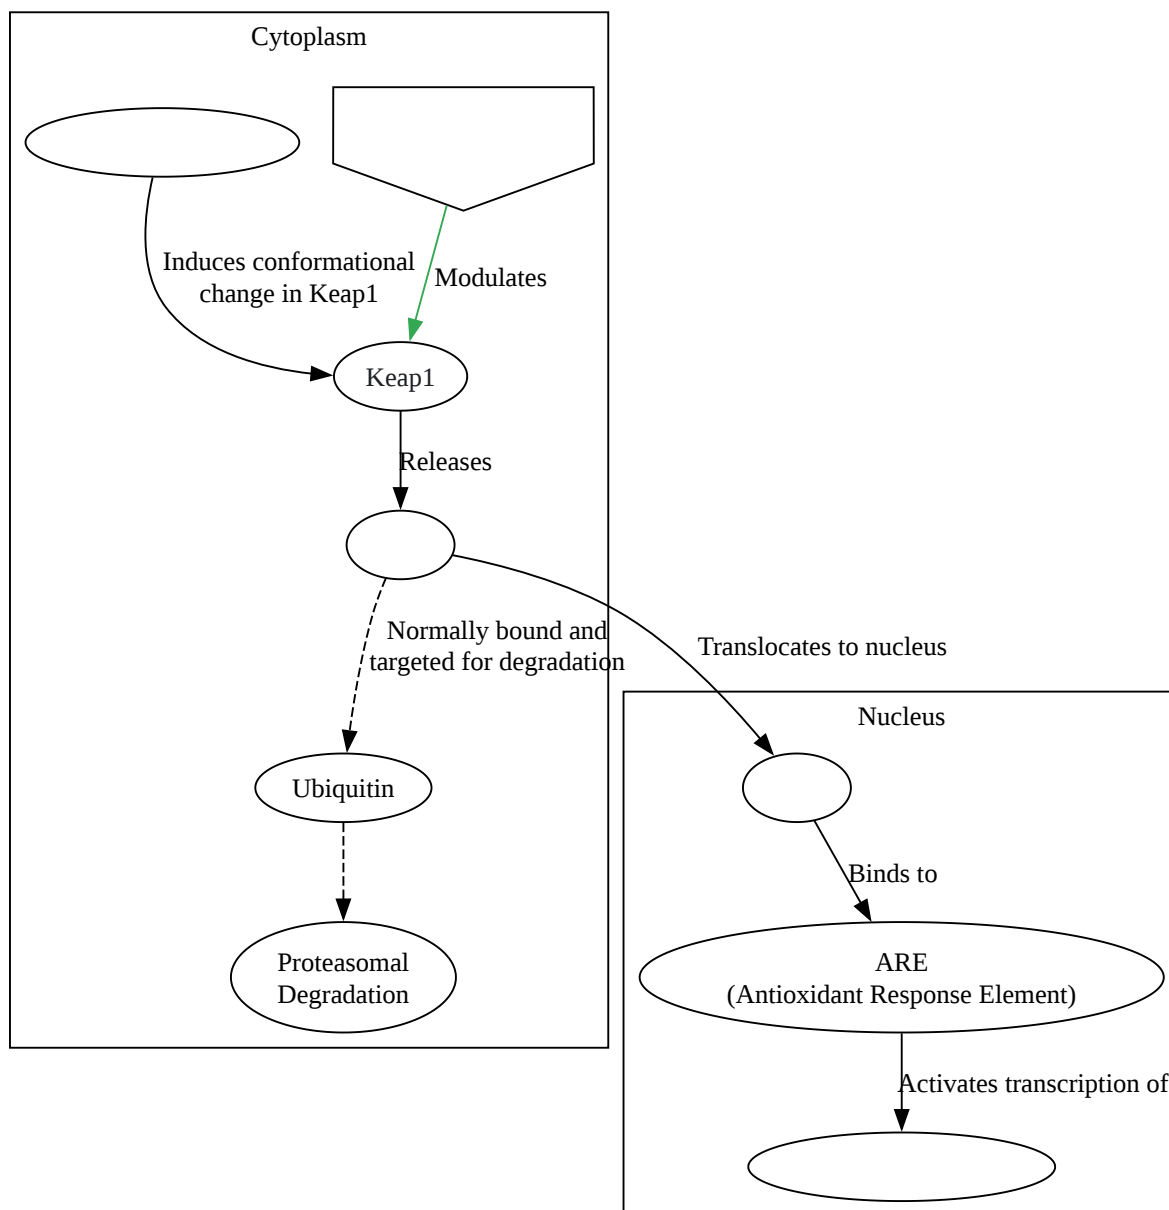 Cytoplasm
Induces conformational
change in Keap1
Modulates
Keap1
Releases
Normally bound and
targeted for degradation
Translocates to nucleus
Nucleus
Ubiquitin
Binds to
Proteasomal
Degradation
ARE
(Antioxidant Response Element)
Activates transcription of